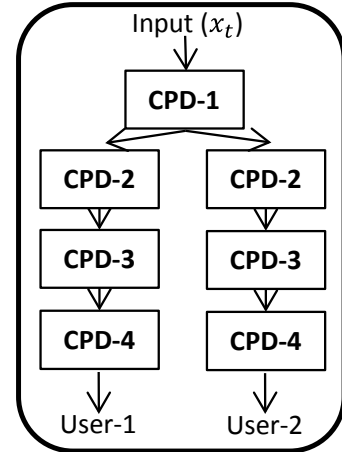 Input (x_t)
CPD-1
CPD-2 CPD-2
CPD-3 CPD-3
CPD-4 CPD-4
User-1 User-2